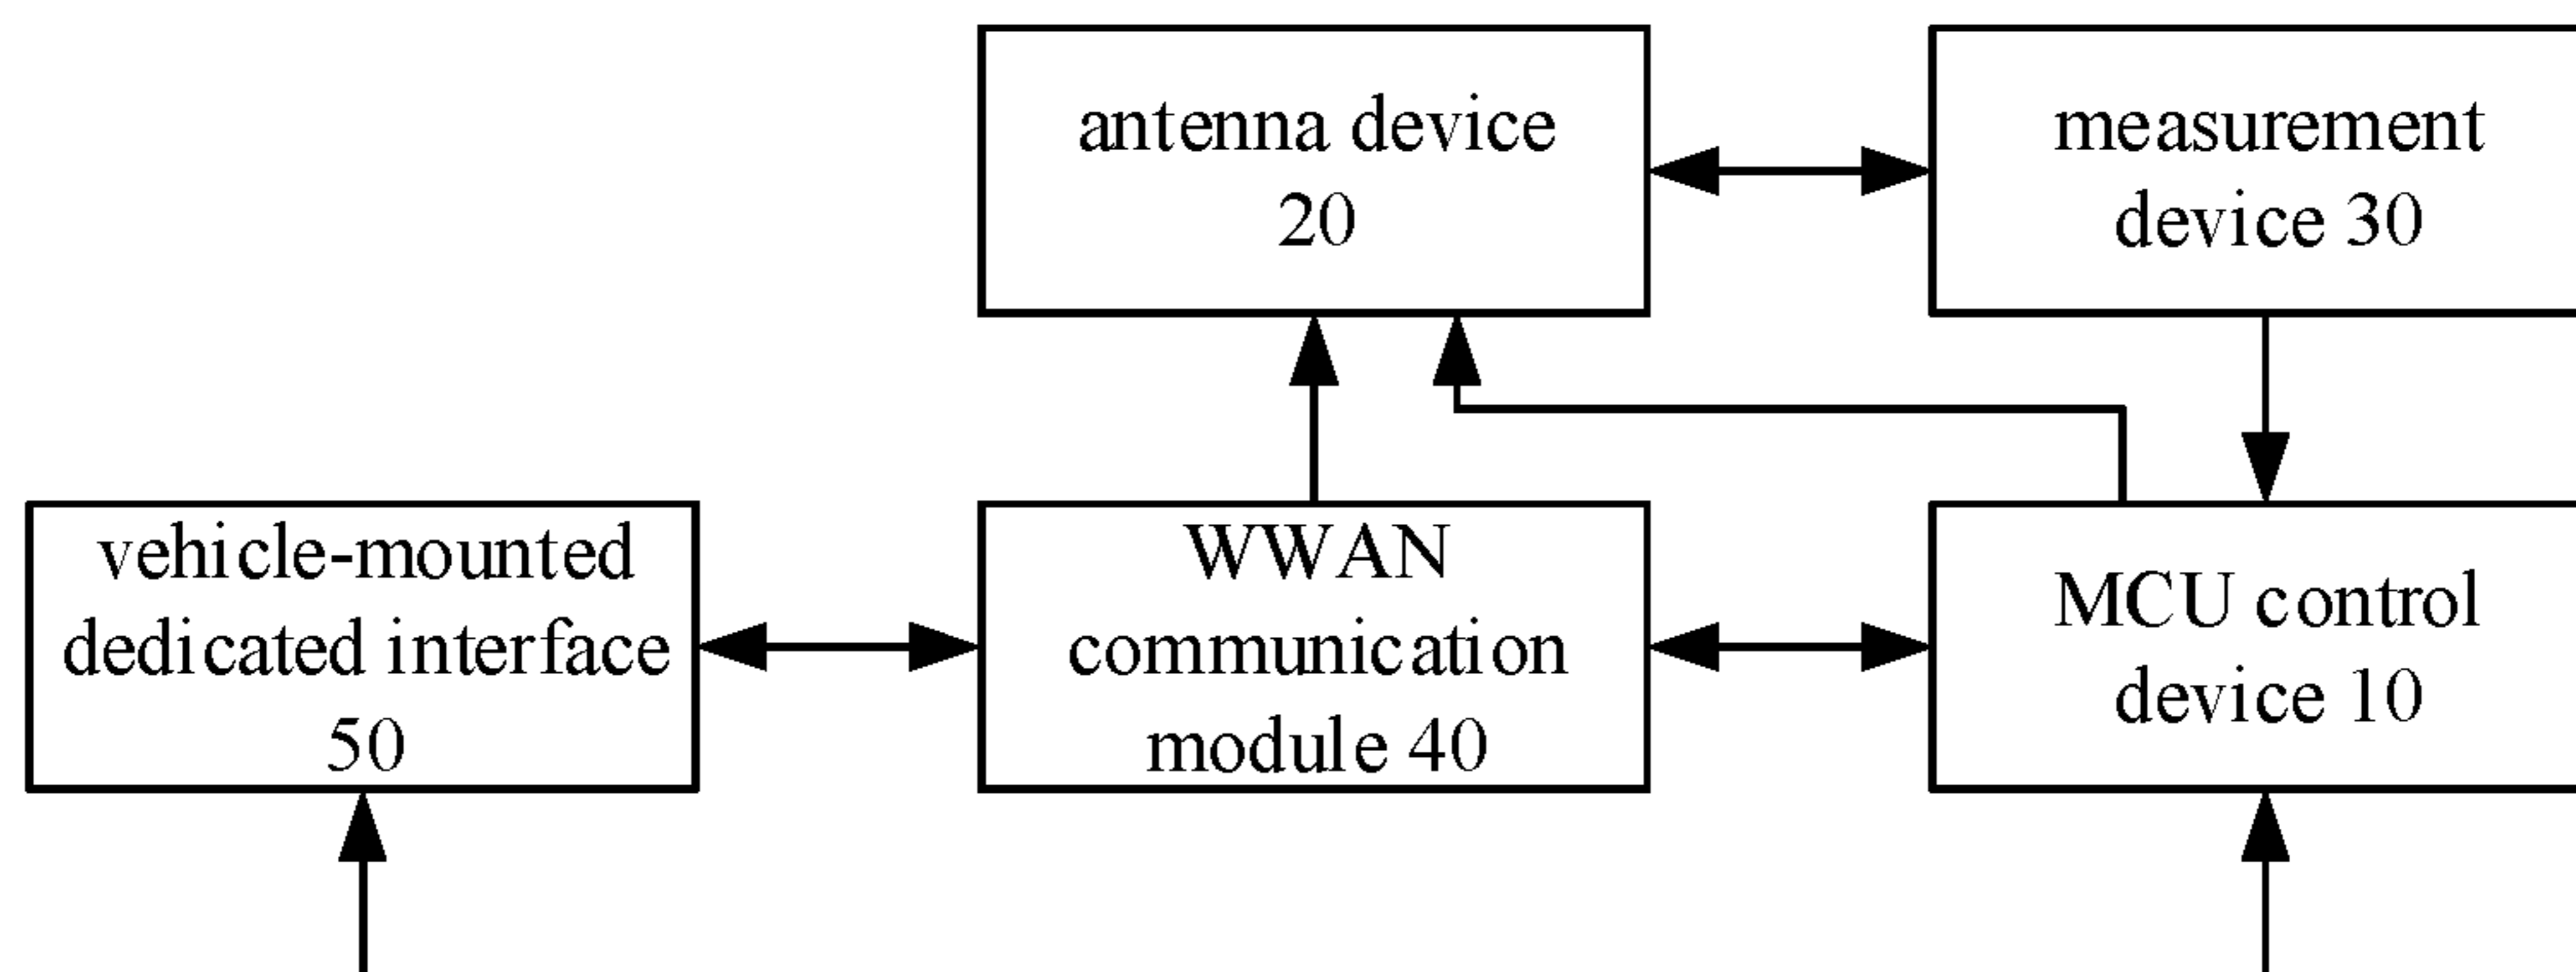 antenna device
20
measurement
device 30
vehicle-mounted
dedicated interface
50
WWAN
communication
module 40
MCU control
device 10